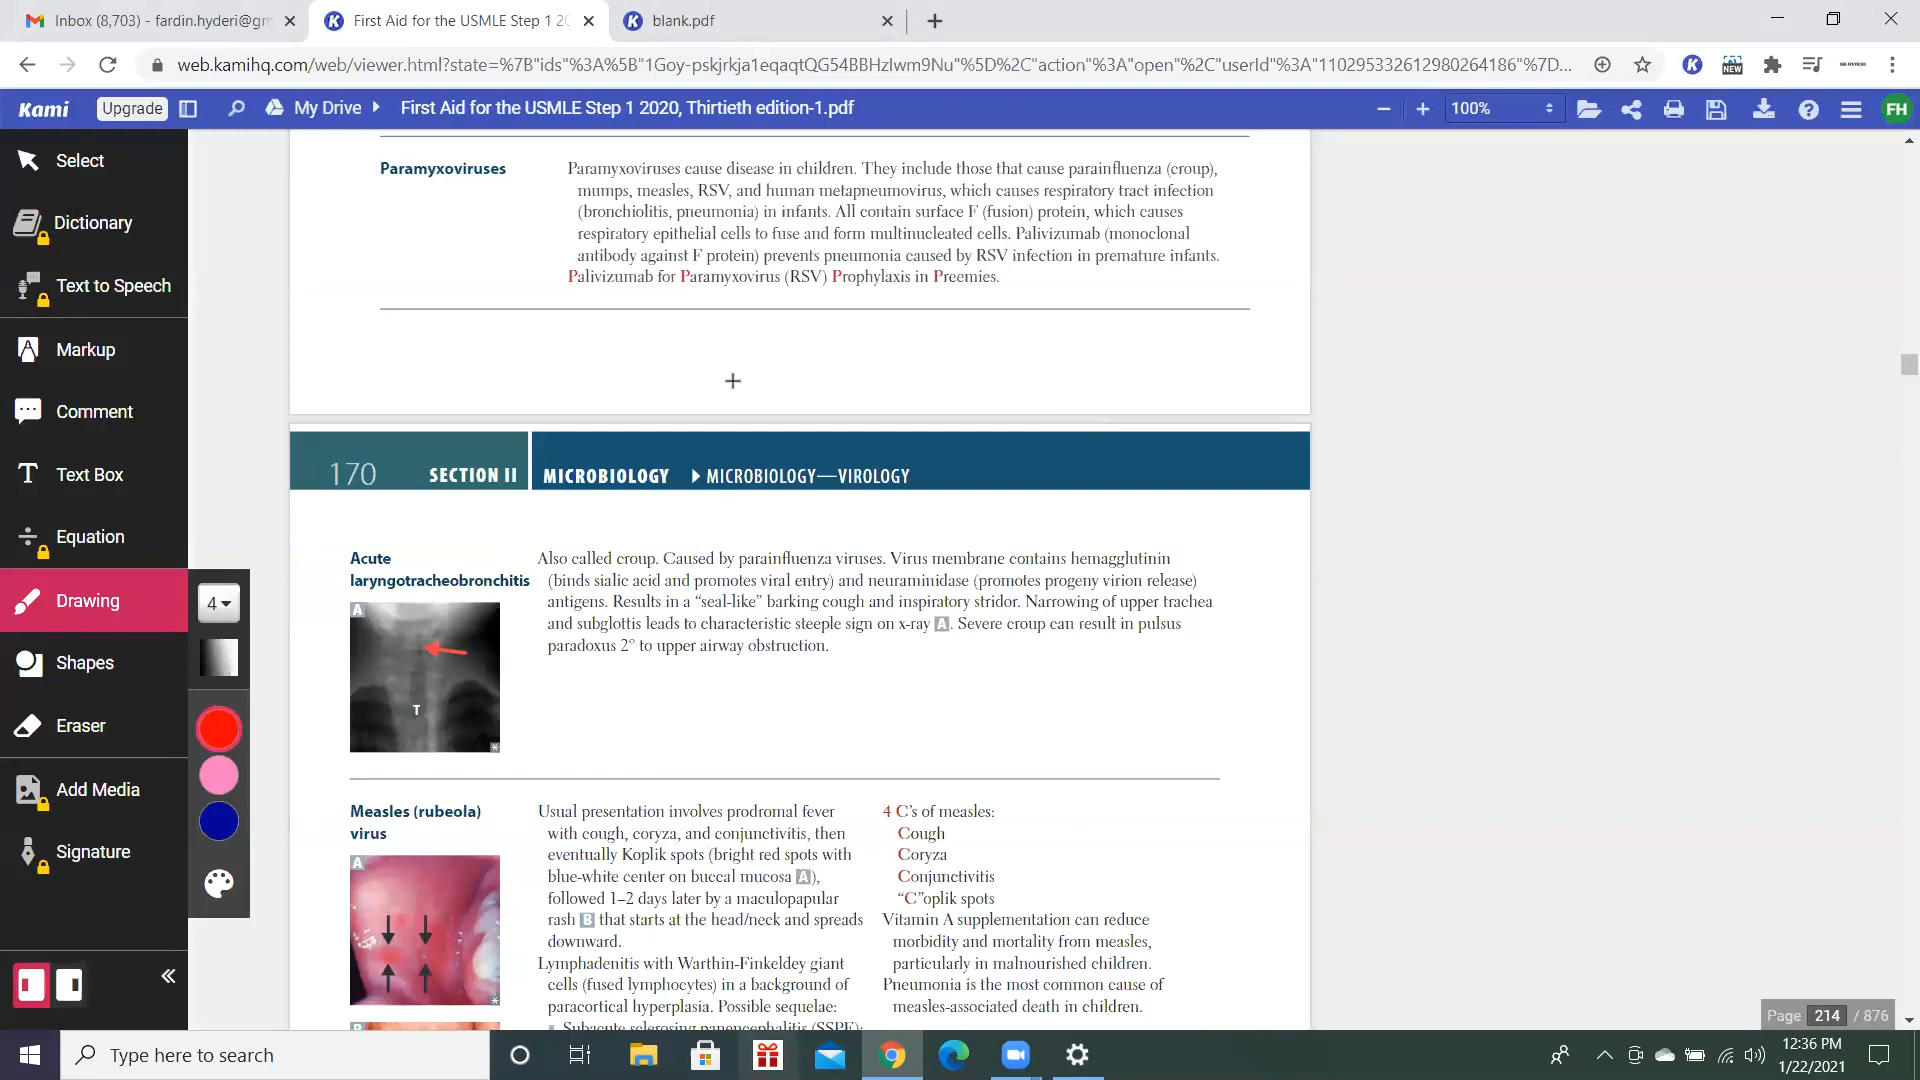 Inbox (8,703) - fardin.hyderi@gm
First Aid for the USMLE Step 1 20
blank.pdf
web.kamihq.com/web/viewer.html?state=%7B"ids"%3A%5B"1Goy-pskjrkja1eqaqtQG54BBHzIwm9Nu"%5D%2C"action"%3A"open"%2C"userId"%3A"110295332612980264186"%7D...
NEW
Kami
Upgrade
My Drive
First Aid for the USMLE Step 1 2020, Thirtieth edition-1.pdf
100%
FH
Select
Dictionary
Text to Speech
Markup
Comment
Text Box
Equation
Drawing
Shapes
Eraser
Add Media
Signature
4
Paramyxoviruses
Paramyxoviruses cause disease in children. They include those that cause parainfluenza (croup),
mumps, measles, RSV, and human metapneumovirus, which causes respiratory tract infection
(bronchiolitis, pneumonia) in infants. All contain surface F (fusion) protein, which causes
respiratory epithelial cells to fuse and form multinucleated cells. Palivizumab (monoclonal
antibody against F protein) prevents pneumonia caused by RSV infection in premature infants.
Palivizumab for Paramyxovirus (RSV) Prophylaxis in Preemies.
170 SECTION II MICROBIOLOGY MICROBIOLOGY—VIROLOGY
Acute
laryngotracheobronchitis
A
T
Also called croup. Caused by parainfluenza viruses. Virus membrane contains hemagglutinin
(binds sialic acid and promotes viral entry) and neuraminidase (promotes progeny virion release)
antigens. Results in a “seal-like” barking cough and inspiratory stridor. Narrowing of upper trachea
and subglottis leads to characteristic steeple sign on x-ray A. Severe croup can result in pulsus
paradoxus 2° to upper airway obstruction.
Measles (rubeola)
virus
A
B
Usual presentation involves prodromal fever
with cough, coryza, and conjunctivitis, then
eventually Koplik spots (bright red spots with
blue-white center on buccal mucosa A),
followed 1–2 days later by a maculopapular
rash B that starts at the head/neck and spreads
downward.
Lymphadenitis with Warthin-Finkeldey giant
cells (fused lymphocytes) in a background of
paracortical hyperplasia. Possible sequelae:
Subacute sclerosing panencephalitis (SSPE):
4 C’s of measles:
Cough
Coryza
Conjunctivitis
“C”oplik spots
Vitamin A supplementation can reduce
morbidity and mortality from measles,
particularly in malnourished children.
Pneumonia is the most common cause of
measles-associated death in children.
Page 214 / 876
Type here to search
12:36 PM
1/22/2021